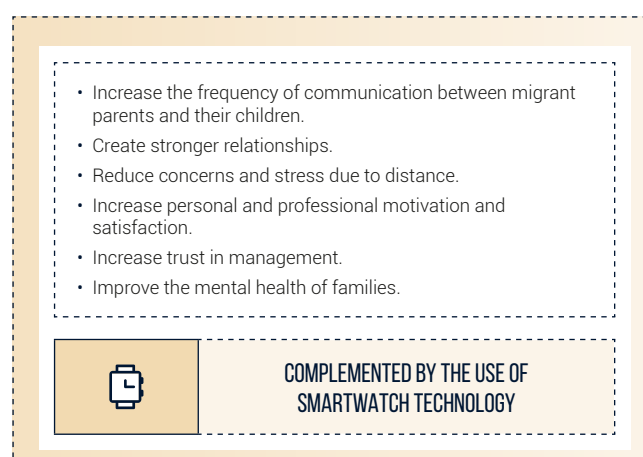 • Increase the frequency of communication between migrant
parents and their children.
• Create stronger relationships.
• Reduce concerns and stress due to distance.
• Increase personal and professional motivation and
satisfaction.
• Increase trust in management.
• Improve the mental health of families.
COMPLEMENTED BY THE USE OF
SMARTWATCH TECHNOLOGY